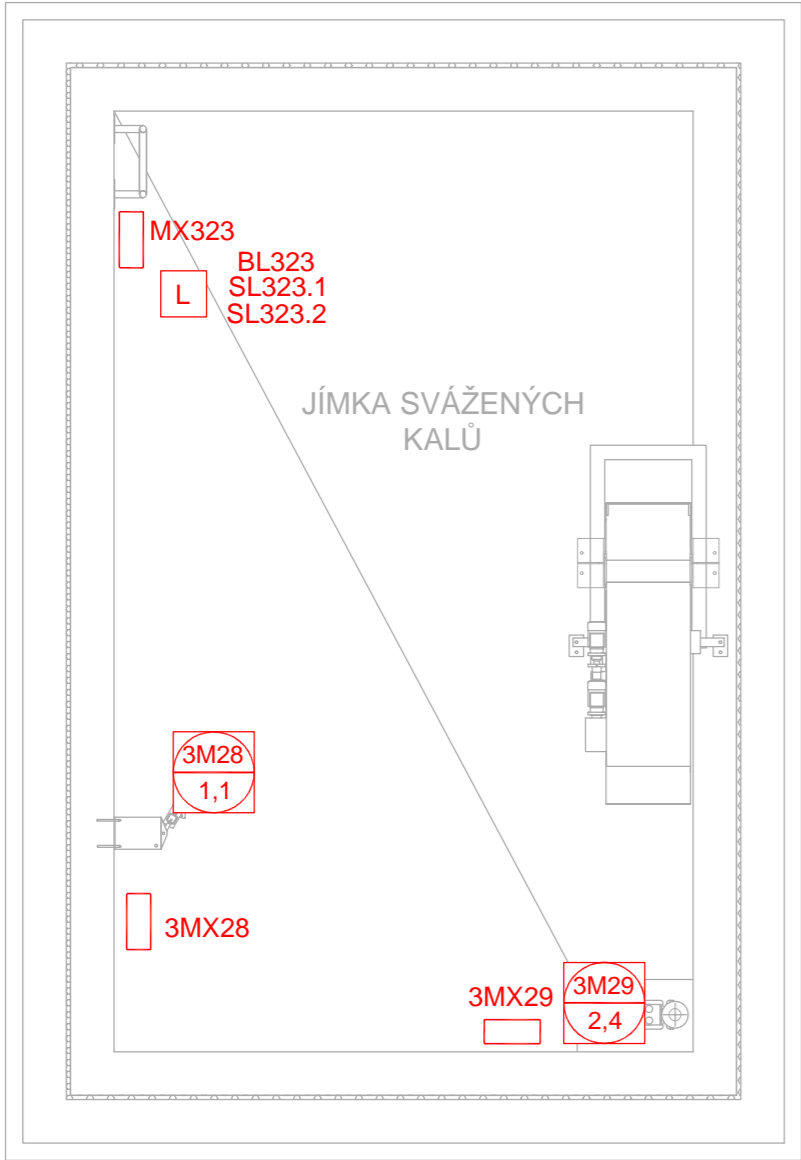 MX323
BL323
L
SL323.1
SL323.2
JÍMKA SVÁŽENÝCH
KALŮ
3M28
1,1
3MX28
3MX29
3M29
2,4